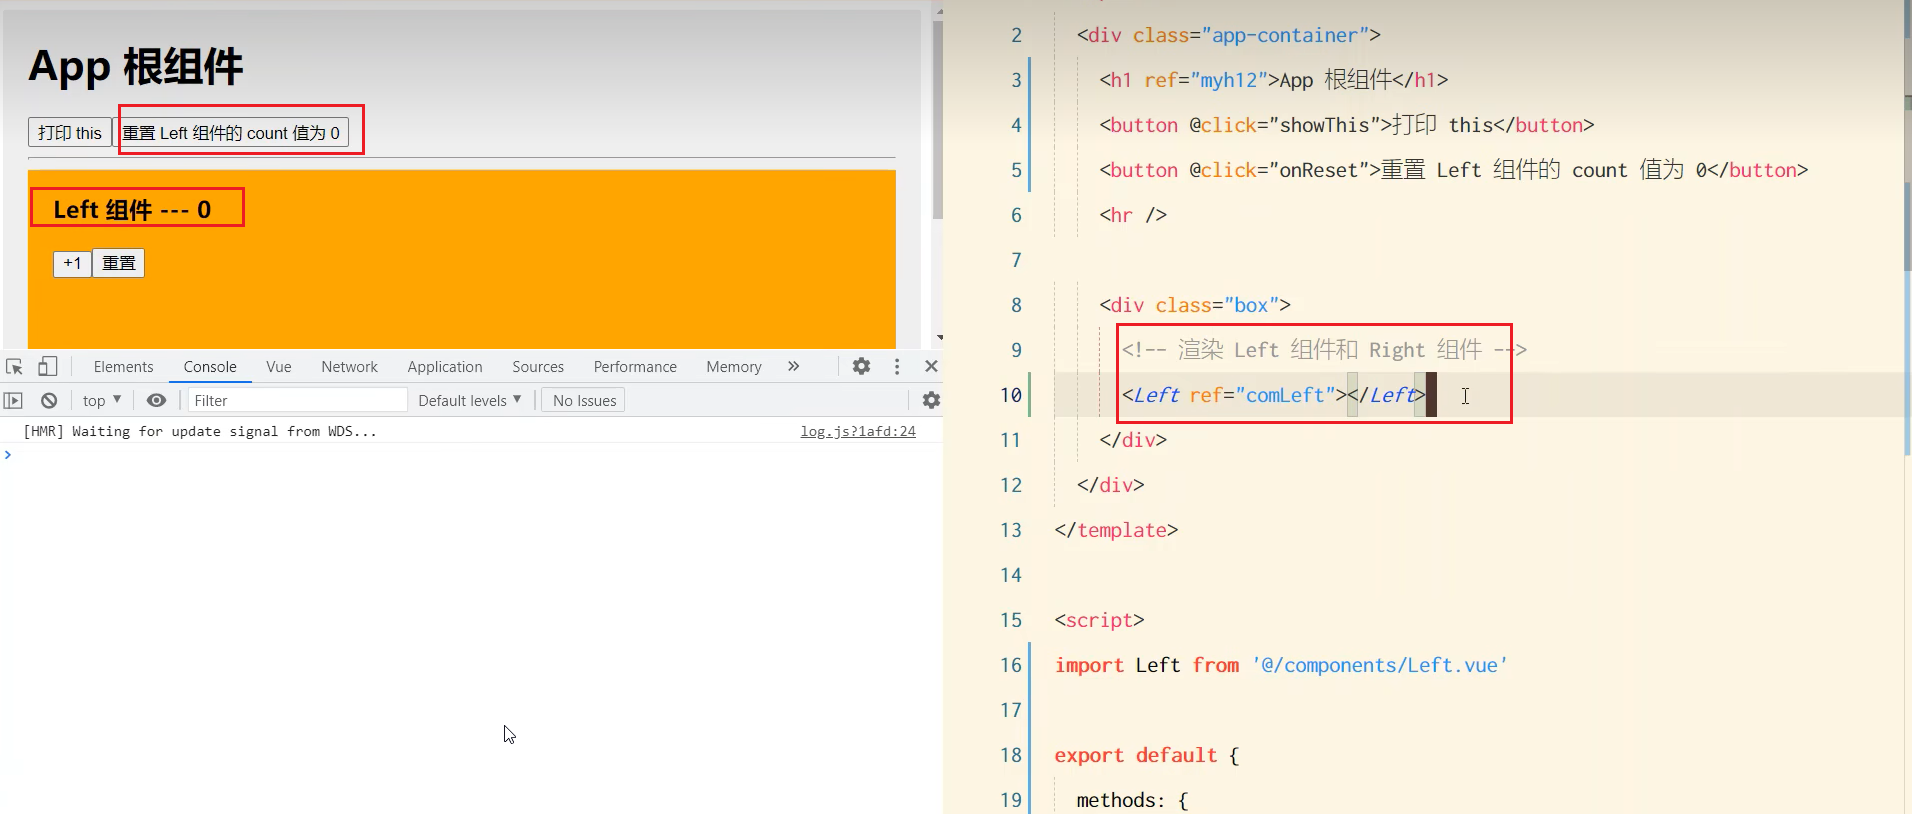 App 根组件
打印 this
重置 Left 组件的 count 值为 0
Left 组件 --- 0
+1
重置
Elements Console Vue Network Application Sources Performance Memory »
top ▼ Filter Default levels ▼ No Issues
[HMR] Waiting for update signal from WDS... log.js?1afd:24
>
2 <div class="app-container">
3 <h1 ref="myh12">App 根组件</h1>
4 <button @click="showThis">打印 this</button>
5 <button @click="onReset">重置 Left 组件的 count 值为 0</button>
6 <hr />
7
8 <div class="box">
9 <!-- 渲染 Left 组件和 Right 组件 -->
10 <Left ref="comLeft"></Left>
11 </div>
12 </div>
13 </template>
14
15 <script>
16 import Left from '@/components/Left.vue'
17
18 export default {
19 methods: {